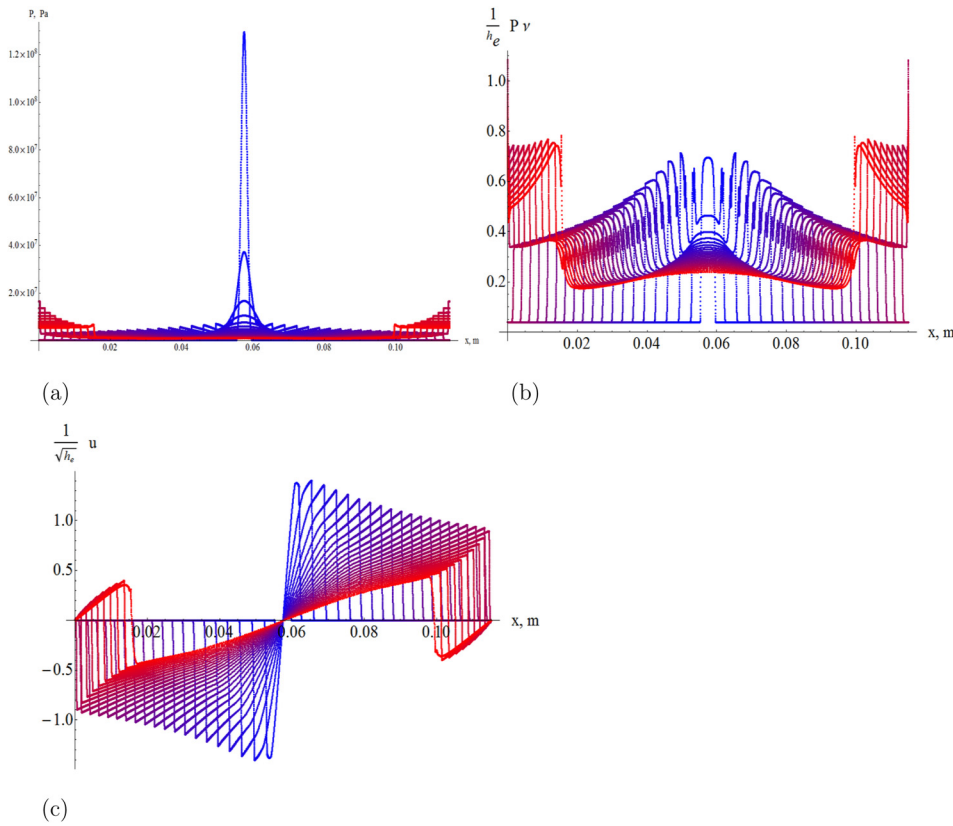 P, Pa
1.2×10⁸
1.0×10⁸
8.0×10⁷
6.0×10⁷
4.0×10⁷
2.0×10⁷
0.02 0.04 0.06 0.08 0.10 x, m
(a)
1/hₑ P ν
1.0
0.8
0.6
0.4
0.2
0.02 0.04 0.06 0.08 0.10 x, m
(b)
1/√hₑ u
1.0
0.5
0.02 0.04 0.06 0.08 0.10 x, m
−0.5
−1.0
(c)